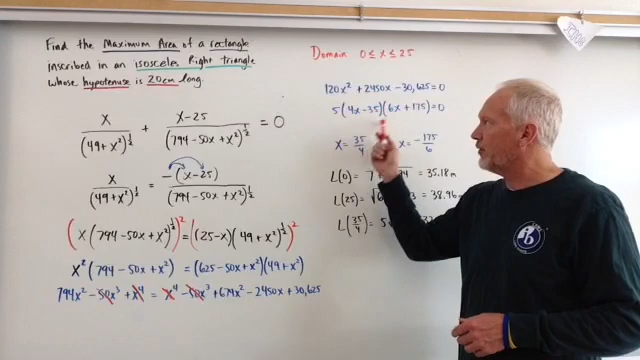 Find the Maximum Area of a rectangle
inscribed in an isosceles Right triangle
whose hypotenuse is 20cm long.
x/(49+x²)^½ + x-25/(794-50x+x²)^½ = 0
x/(49+x²)^½ = -(x-25)/(794-50x+x²)^½
(x(794-50x+x²)^½)² = ((25-x)(49+x²)^½)²
x²(794-50x+x²) = (625-50x+x²)(49+x²)
794x² - 50x³ + x⁴ = x⁴ - 50x³ + 674x² - 2450x + 30,625
Domain 0 ≤ x ≤ 25
120x² + 2450x - 30,625 = 0
5(4x-35)(6x+175) = 0
x = 35/4 x = -175/6
L(0) = 7 = 35.18 m
L(25) = √6 = 38.96 m
L(35/4) = 5
ib